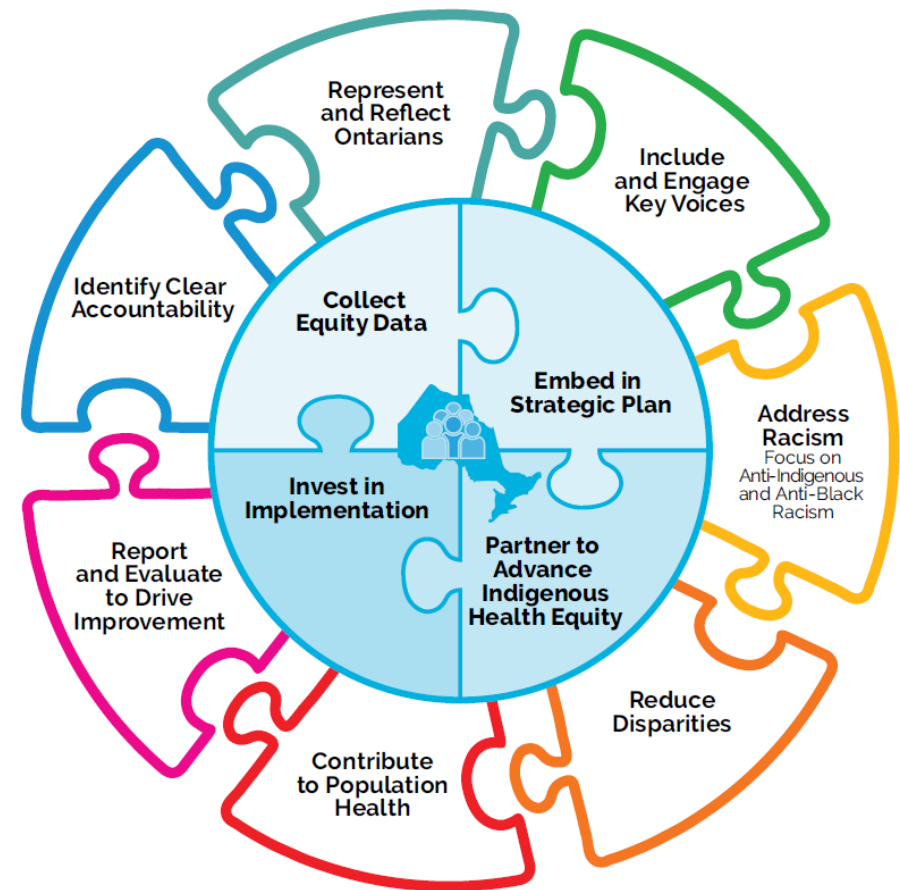 Represent
and Reflect
Ontarians
Include
and Engage
Key Voices
Identify Clear
Accountability
Collect
Equity Data
Embed in
Strategic Plan
Address
Racism
Focus on
Anti-Indigenous
and Anti-Black
Racism
Invest in
Implementation
Partner to
Advance
Indigenous
Health Equity
Report
and Evaluate
to Drive
Improvement
Reduce
Disparities
Contribute
to Population
Health